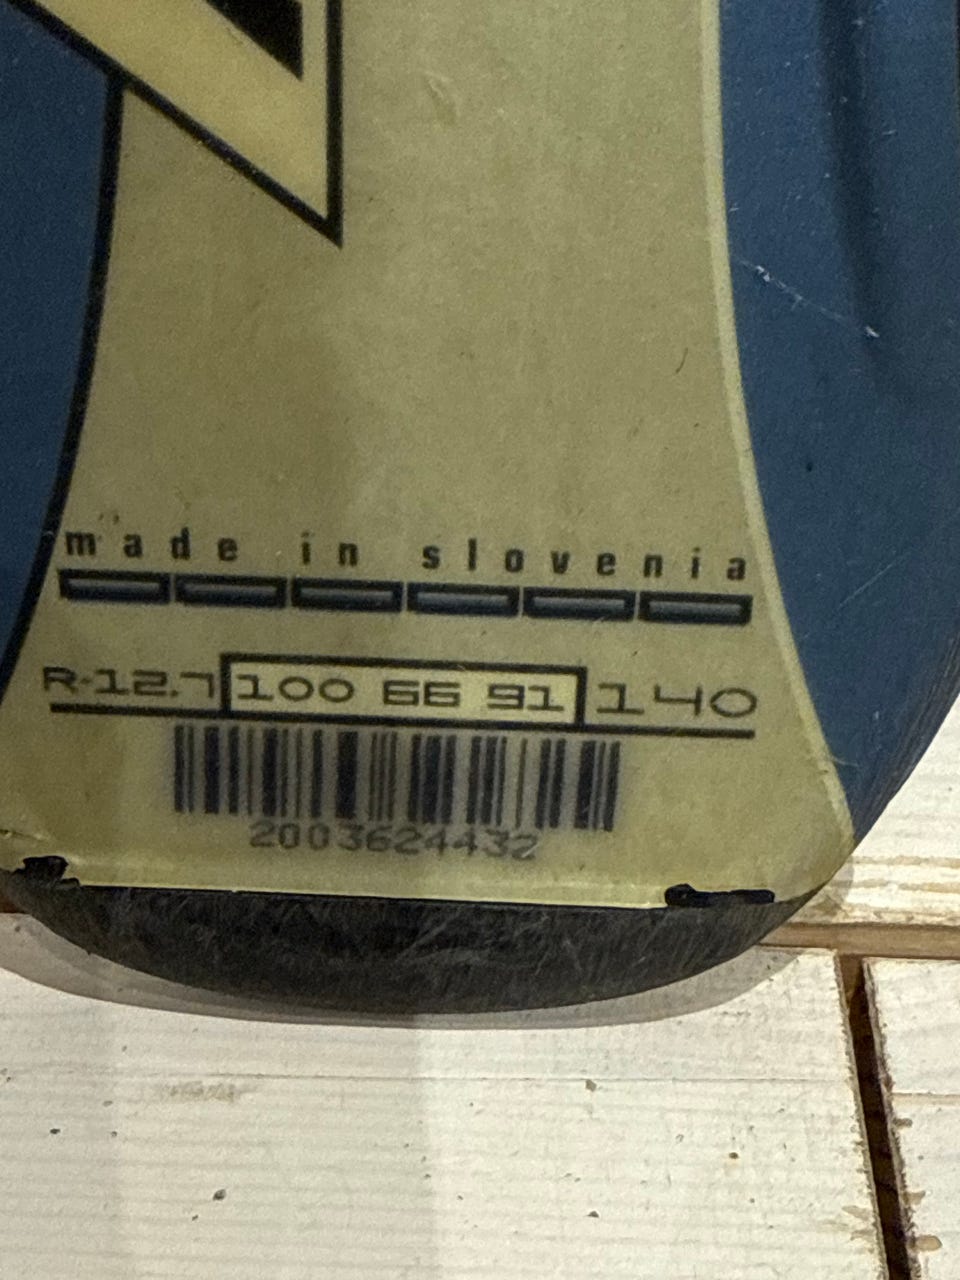 made in slovenia
R-12.7 100 66 91 140
2003624432